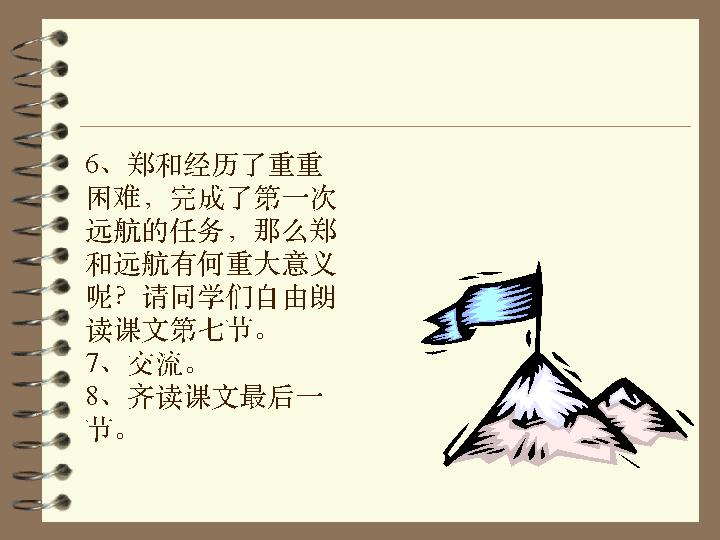 6、郑和经历了重重
困难，完成了第一次
远航的任务，那么郑
和远航有何重大意义
呢？请同学们自由朗
读课文第七节。
7、交流。
8、齐读课文最后一
节。